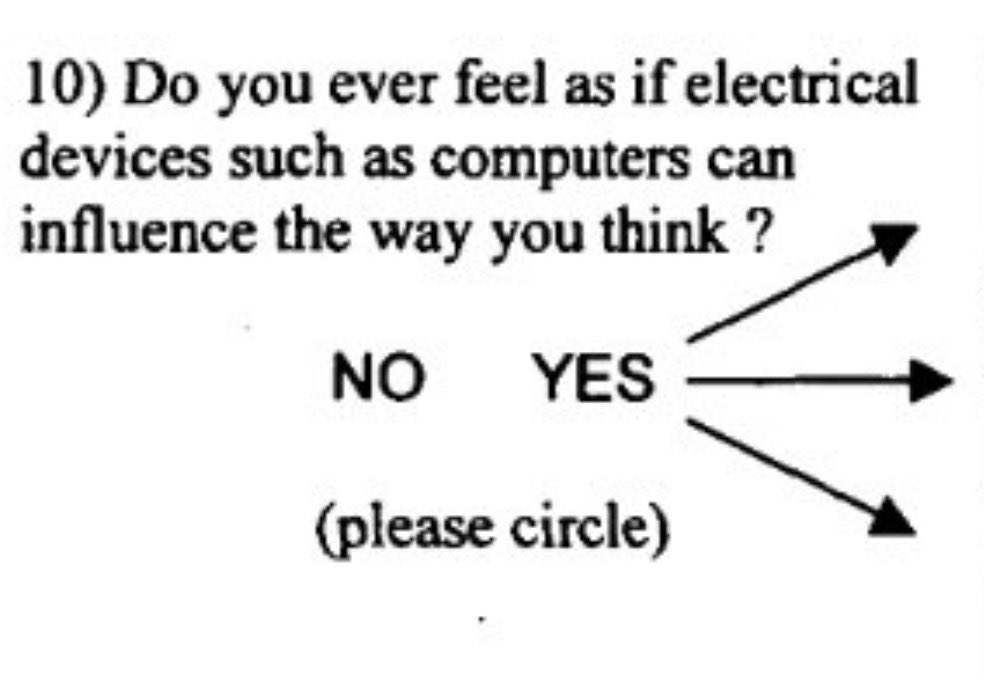 10) Do you ever feel as if electrical
devices such as computers can
influence the way you think ?
NO YES
(please circle)